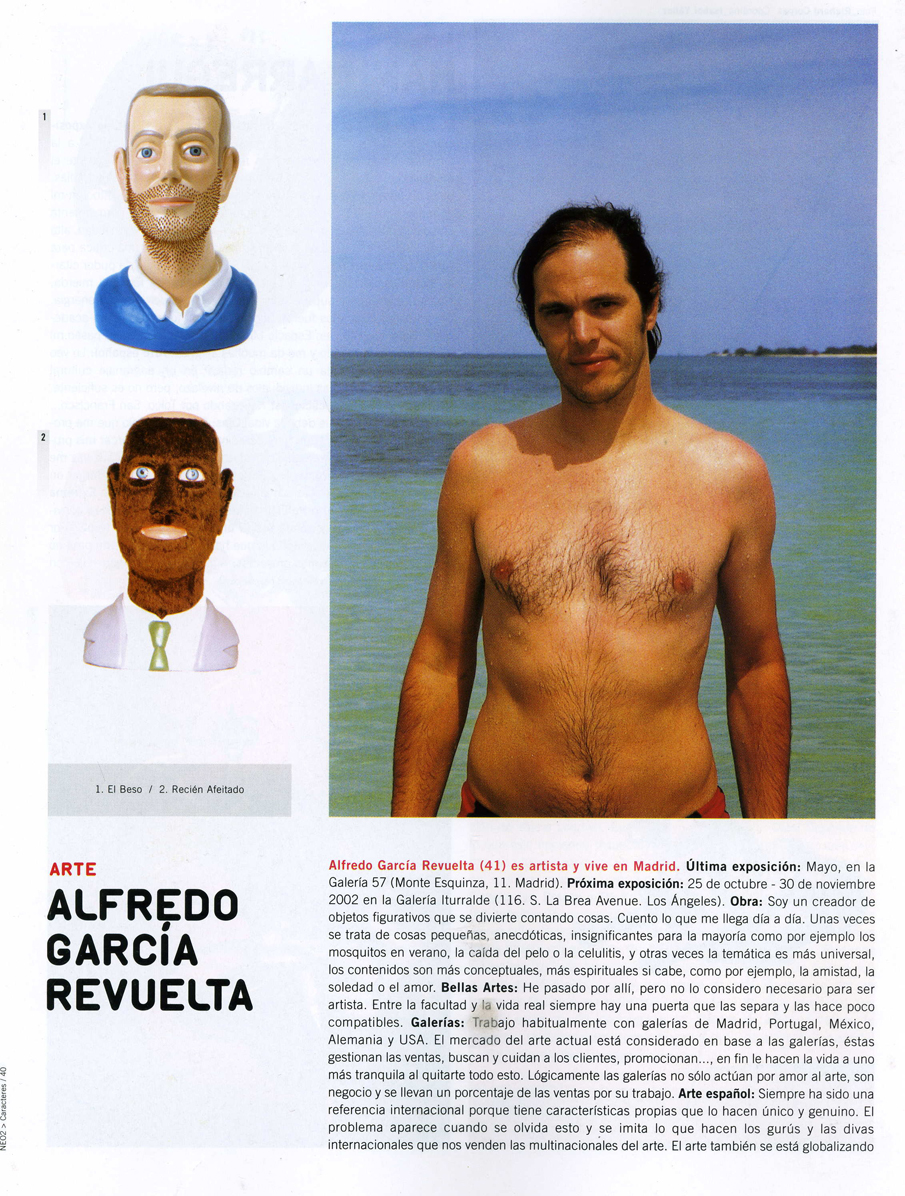 1
2
1. El Beso / 2. Recién Afeitado
ARTE
ALFREDO
GARCÍA
REVUELTA
Alfredo García Revuelta (41) es artista y vive en Madrid. Última exposición: Mayo, en la
Galería 57 (Monte Esquinza, 11. Madrid). Próxima exposición: 25 de octubre - 30 de noviembre
2002 en la Galería Iturralde (116. S. La Brea Avenue. Los Ángeles). Obra: Soy un creador de
objetos figurativos que se divierte contando cosas. Cuento lo que me llega día a día. Unas veces
se trata de cosas pequeñas, anecdóticas, insignificantes para la mayoría como por ejemplo los
mosquitos en verano, la caída del pelo o la celulitis, y otras veces la temática es más universal,
los contenidos son más conceptuales, más espirituales si cabe, como por ejemplo, la amistad, la
soledad o el amor. Bellas Artes: He pasado por allí, pero no lo considero necesario para ser
artista. Entre la facultad y la vida real siempre hay una puerta que las separa y las hace poco
compatibles. Galerías: Trabajo habitualmente con galerías de Madrid, Portugal, México,
Alemania y USA. El mercado del arte actual está considerado en base a las galerías, éstas
gestionan las ventas, buscan y cuidan a los clientes, promocionan..., en fin le hacen la vida a uno
más tranquila al quitarte todo esto. Lógicamente las galerías no sólo actúan por amor al arte, son
negocio y se llevan un porcentaje de las ventas por su trabajo. Arte español: Siempre ha sido una
referencia internacional porque tiene características propias que lo hacen único y genuino. El
problema aparece cuando se olvida esto y se imita lo que hacen los gurús y las divas
internacionales que nos venden las multinacionales del arte. El arte también se está globalizando
NEO2 > Caracteres / 40